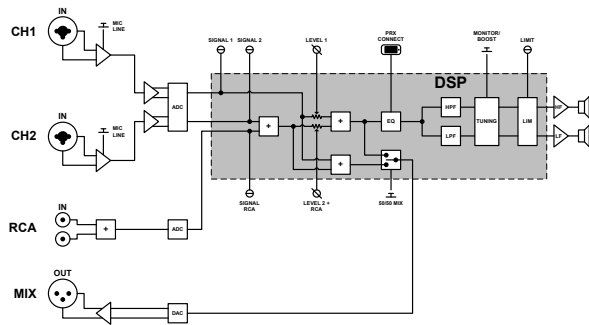 IN
CH1
MIC
LINE
SIGNAL 1
SIGNAL 2
LEVEL 1
PRX
CONNECT
MONITOR/
BOOST
LIMIT
DSP
ADC
IN
CH2
MIC
LINE
+
+
EQ
HPF
LPF
TUNING
LIM
HF
LF
+
SIGNAL
RCA
LEVEL 2 +
RCA
50/50 MIX
IN
RCA
+
ADC
OUT
MIX
DAC